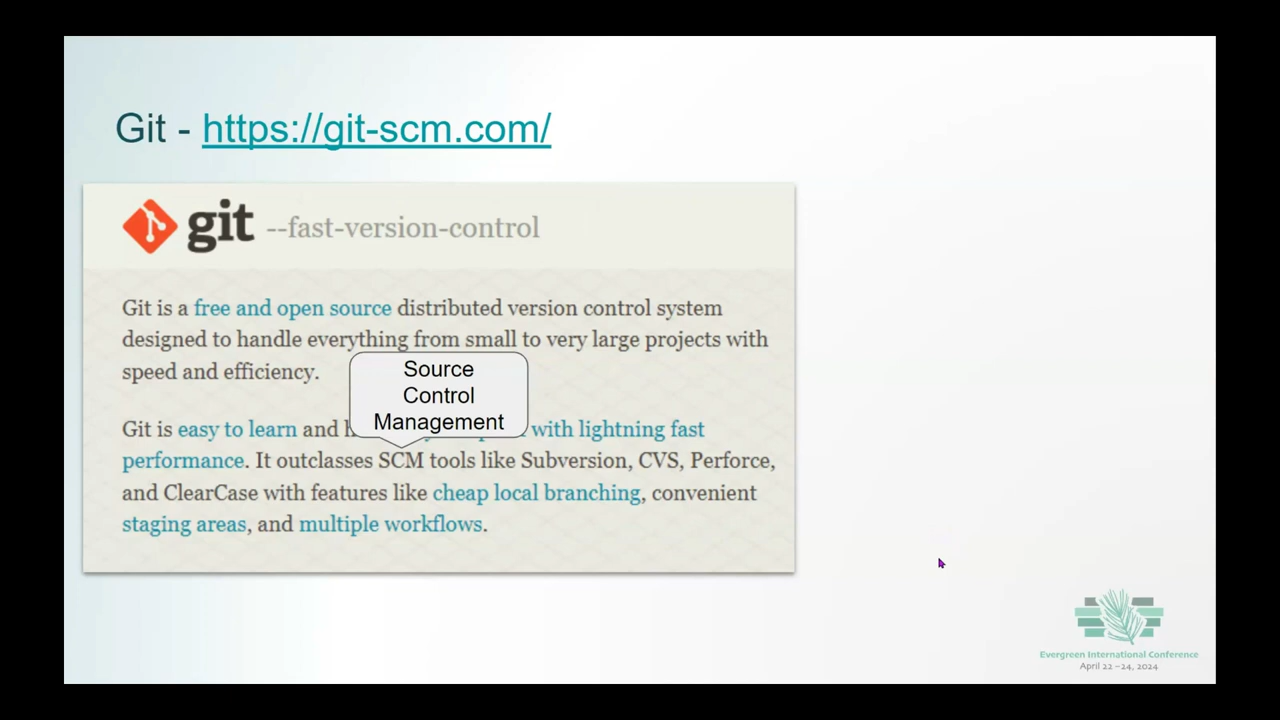 Git - https://git-scm.com/
git --fast-version-control
Git is a free and open source distributed version control system
designed to handle everything from small to very large projects with
speed and efficiency.
Source
Control
Management
Git is easy to learn and with lightning fast
performance. It outclasses SCM tools like Subversion, CVS, Perforce,
and ClearCase with features like cheap local branching, convenient
staging areas, and multiple workflows.
Evergreen International Conference
April 22 –24, 2024